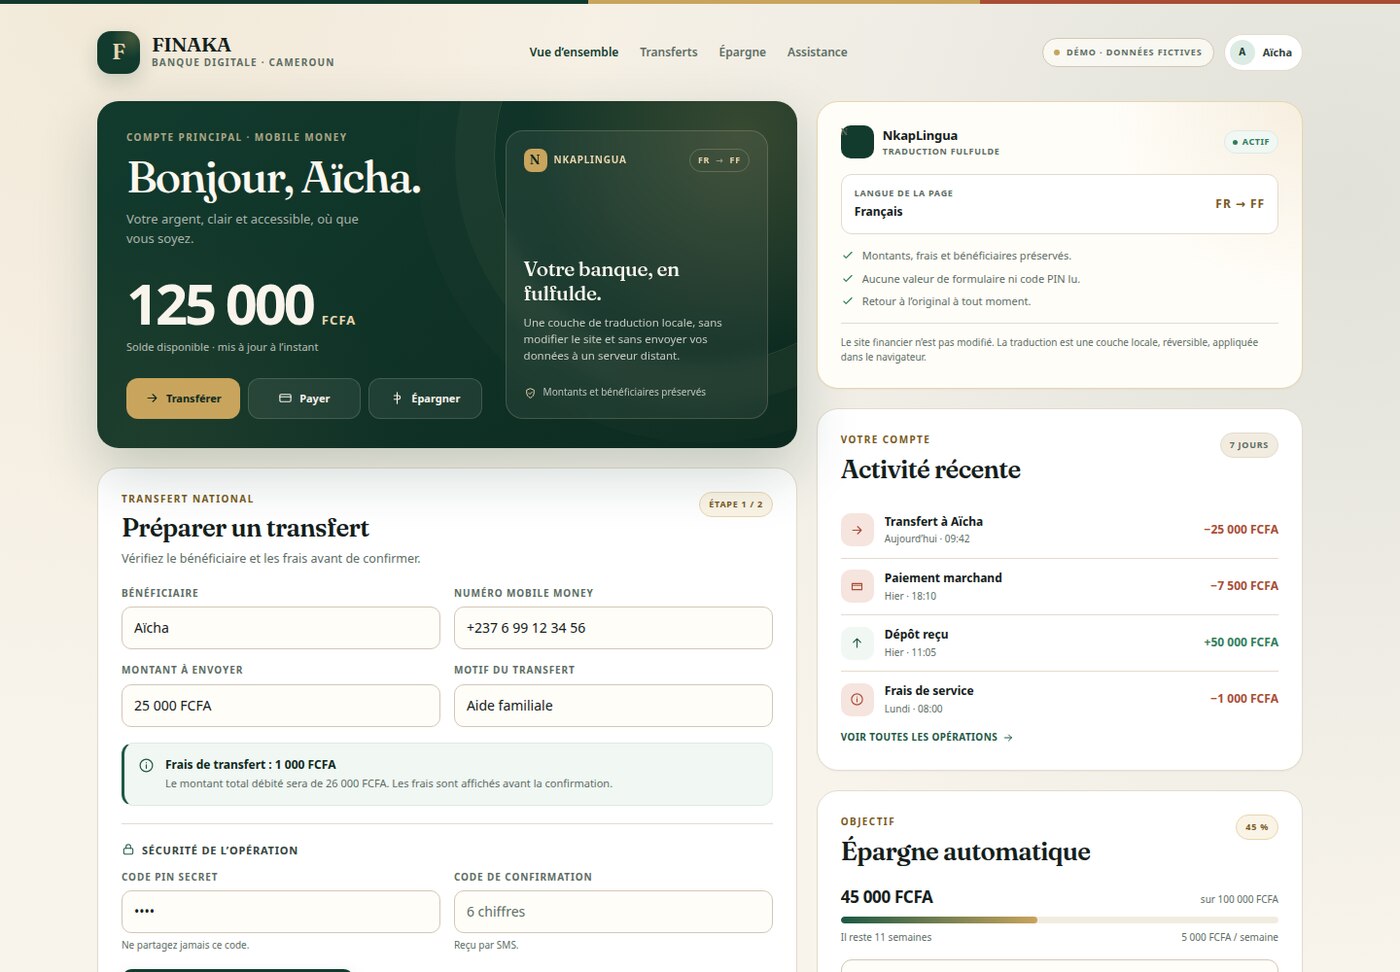 F
FINAKA
BANQUE DIGITALE · CAMEROUN
Vue d'ensemble
Transferts
Épargne
Assistance
DÉMO · DONNÉES FICTIVES
A
Aïcha
COMPTE PRINCIPAL · MOBILE MONEY
Bonjour, Aïcha.
Votre argent, clair et accessible, où que
vous soyez.
125 000 FCFA
Solde disponible · mis à jour à l'instant
Transférer
Payer
Épargner
N
NKAPLINGUA
FR → FF
Votre banque, en
fulfulde.
Une couche de traduction locale, sans
modifier le site et sans envoyer vos
données à un serveur distant.
Montants et bénéficiaires préservés
TRANSFERT NATIONAL
ÉTAPE 1 / 2
Préparer un transfert
Vérifiez le bénéficiaire et les frais avant de confirmer.
BÉNÉFICIAIRE
Aïcha
NUMÉRO MOBILE MONEY
+237 6 99 12 34 56
MONTANT À ENVOYER
25 000 FCFA
MOTIF DU TRANSFERT
Aide familiale
Frais de transfert : 1 000 FCFA
Le montant total débité sera de 26 000 FCFA. Les frais sont affichés avant la confirmation.
SÉCURITÉ DE L'OPÉRATION
CODE PIN SECRET
••••
Ne partagez jamais ce code.
CODE DE CONFIRMATION
6 chiffres
Reçu par SMS.
NkapLingua
TRADUCTION FULFULDE
ACTIF
LANGUE DE LA PAGE
Français
FR → FF
Montants, frais et bénéficiaires préservés.
Aucune valeur de formulaire ni code PIN lu.
Retour à l'original à tout moment.
Le site financier n'est pas modifié. La traduction est une couche locale, réversible, appliquée
dans le navigateur.
VOTRE COMPTE
7 JOURS
Activité récente
Transfert à Aïcha
Aujourd'hui · 09:42
−25 000 FCFA
Paiement marchand
Hier · 18:10
−7 500 FCFA
Dépôt reçu
Hier · 11:05
+50 000 FCFA
Frais de service
Lundi · 08:00
−1 000 FCFA
VOIR TOUTES LES OPÉRATIONS →
OBJECTIF
45 %
Épargne automatique
45 000 FCFA
sur 100 000 FCFA
Il reste 11 semaines
5 000 FCFA / semaine